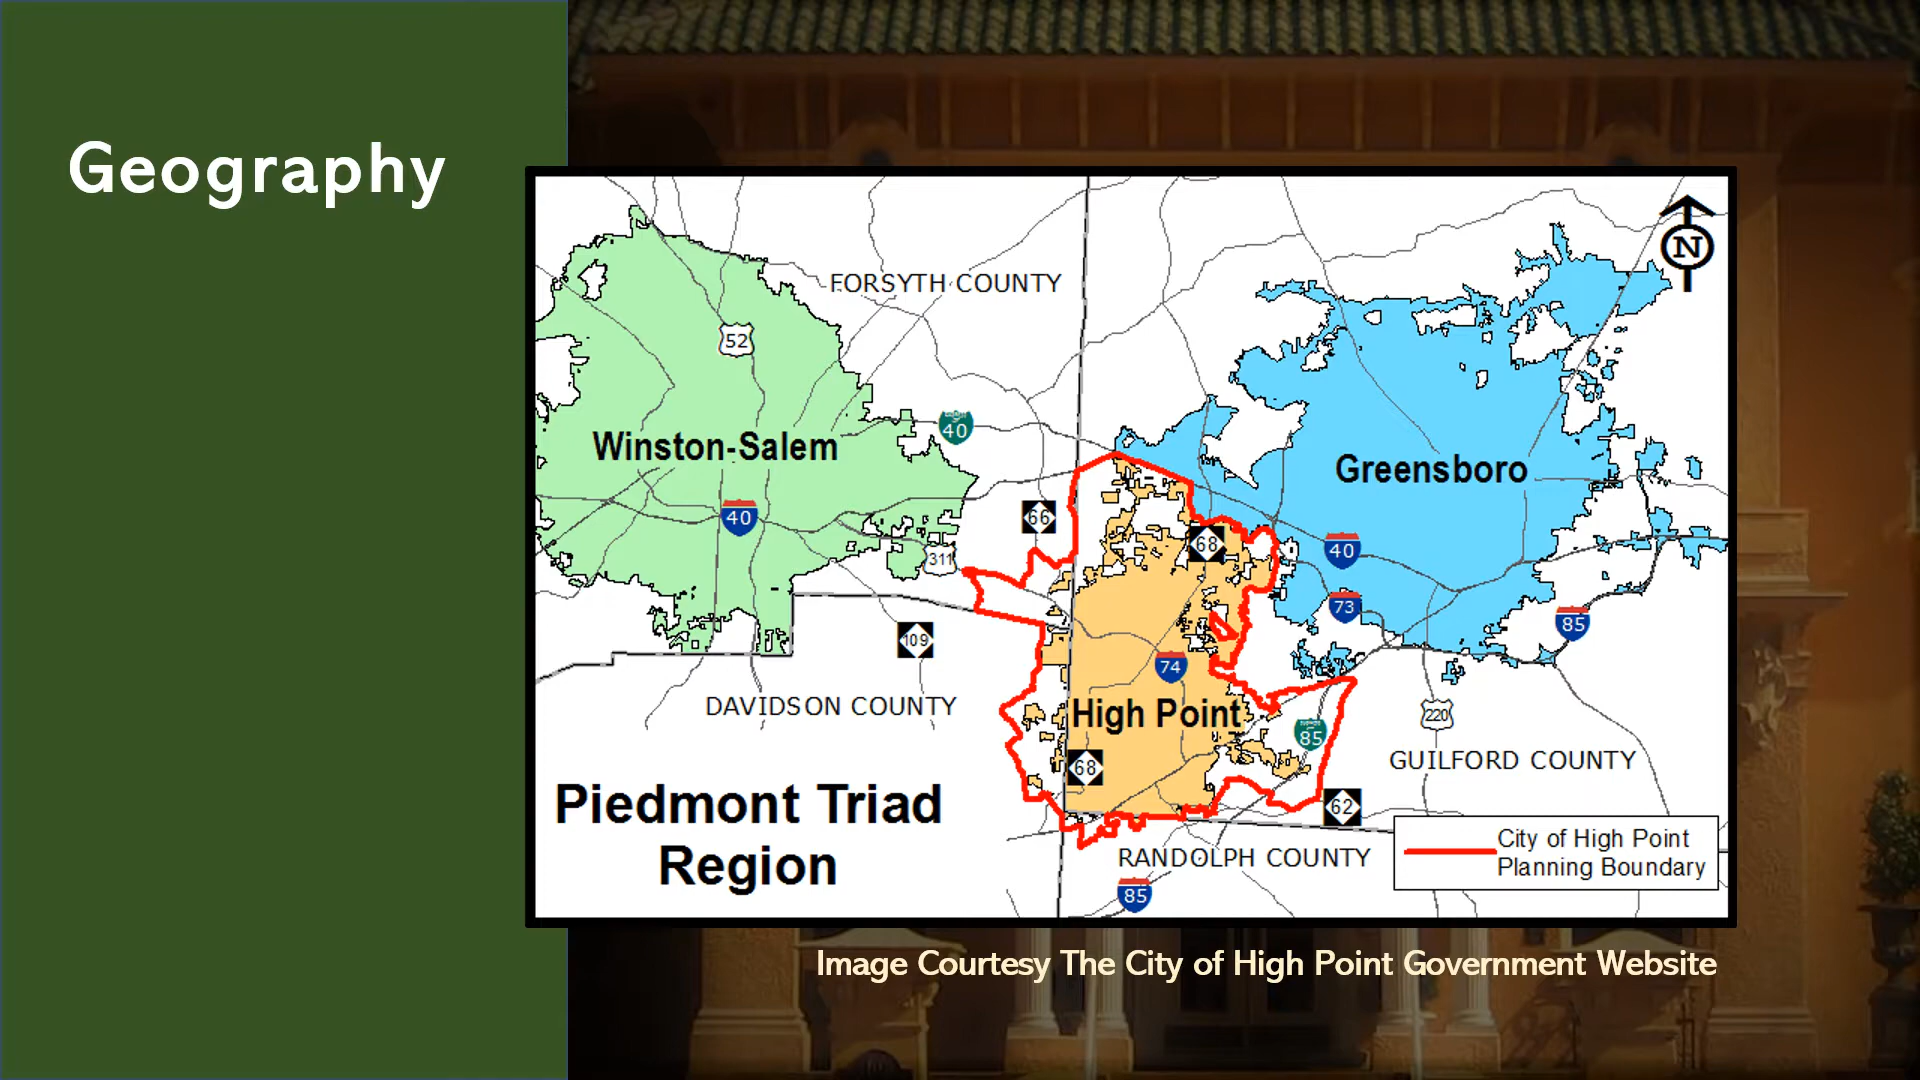 Geography
N
FORSYTH COUNTY
52
40
Winston-Salem
Greensboro
40
66
68
40
311
73
85
109
74
DAVIDSON COUNTY
High Point
220
85
GUILFORD COUNTY
68
Piedmont Triad
Region
62
City of High Point
Planning Boundary
RANDOLPH COUNTY
85
Image Courtesy The City of High Point Government Website